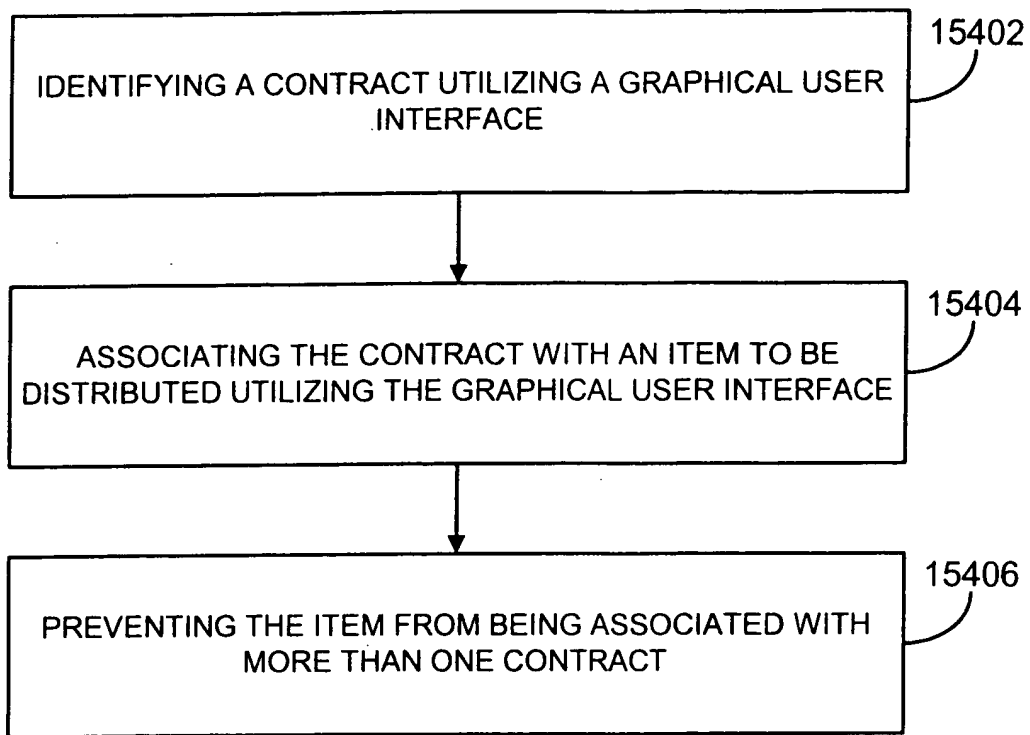 15402
IDENTIFYING A CONTRACT UTILIZING A GRAPHICAL USER
INTERFACE
15404
ASSOCIATING THE CONTRACT WITH AN ITEM TO BE
DISTRIBUTED UTILIZING THE GRAPHICAL USER INTERFACE
15406
PREVENTING THE ITEM FROM BEING ASSOCIATED WITH
MORE THAN ONE CONTRACT